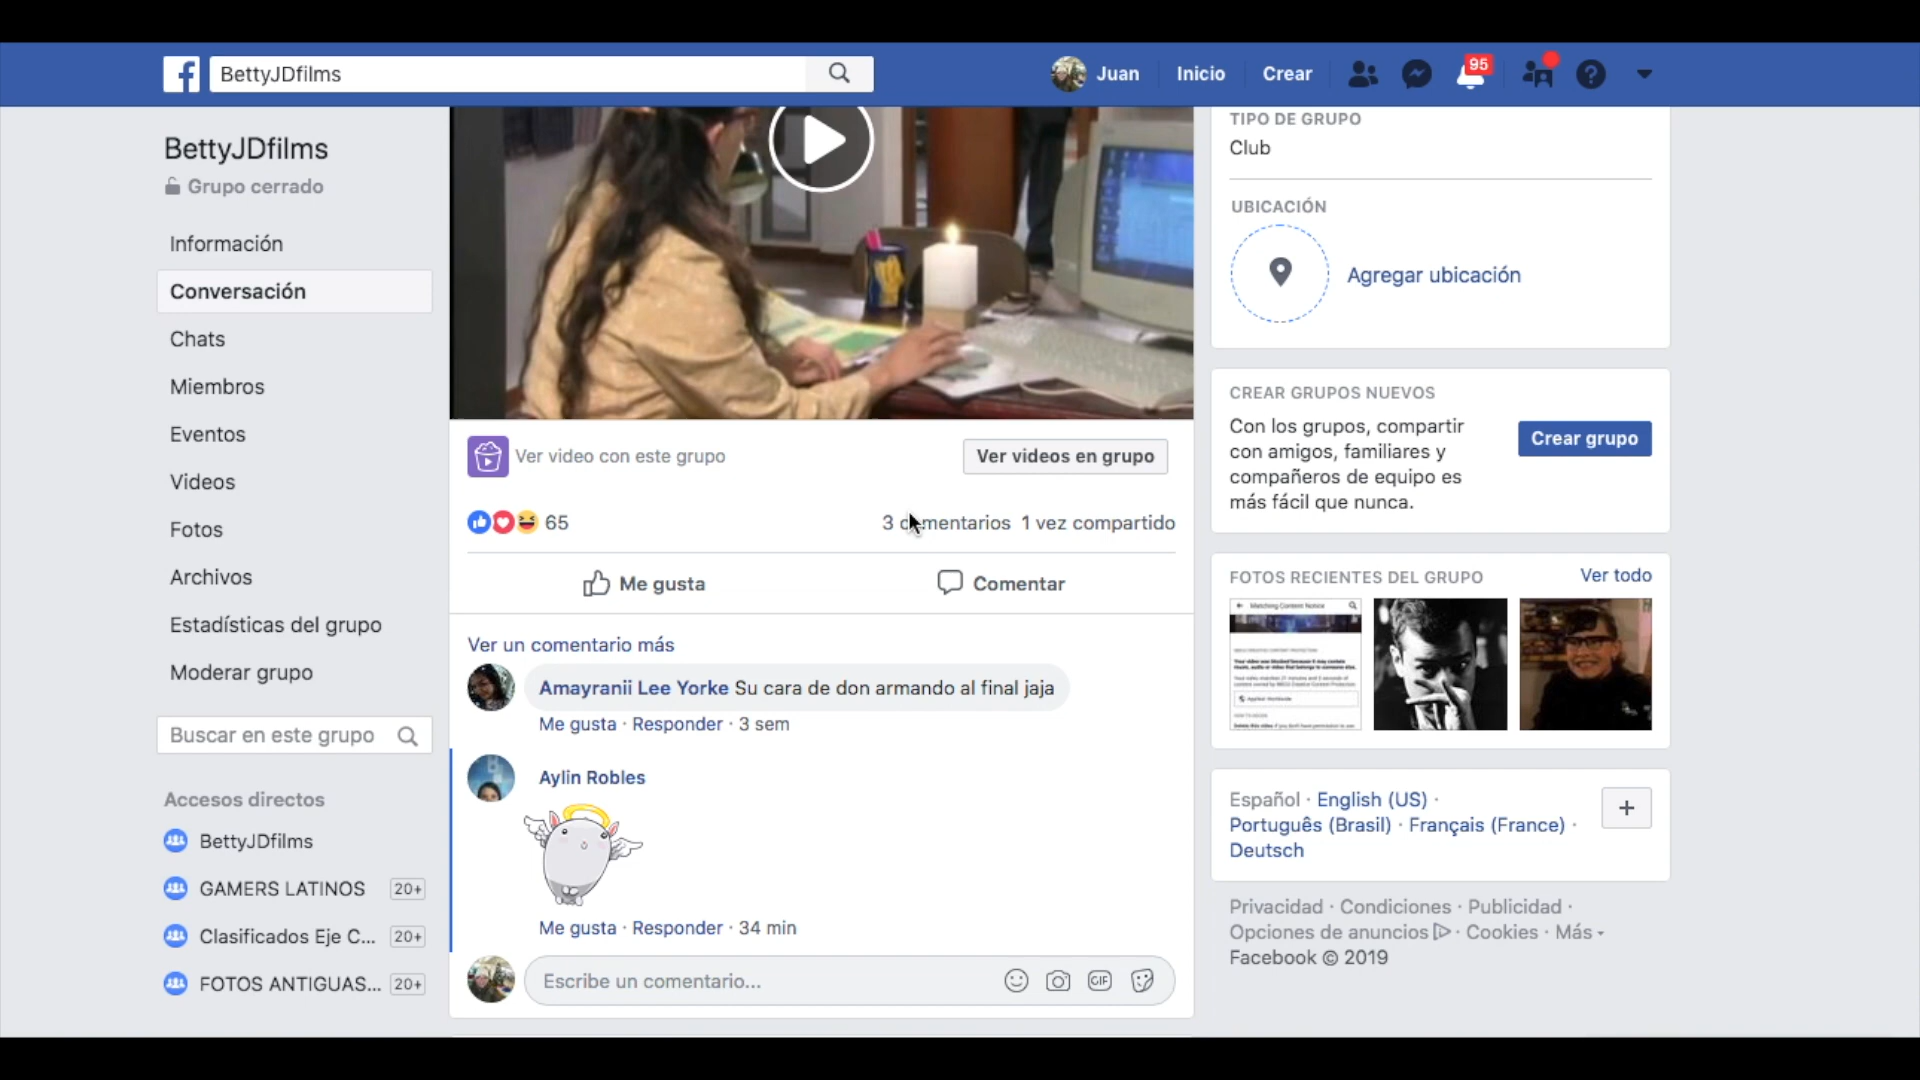 BettyJDfilms
Juan
Inicio
Crear
95
BettyJDfilms
Grupo cerrado
Información
Conversación
Chats
Miembros
Eventos
Videos
Fotos
Archivos
Estadísticas del grupo
Moderar grupo
Buscar en este grupo
Accesos directos
BettyJDfilms
GAMERS LATINOS 20+
Clasificados Eje C... 20+
FOTOS ANTIGUAS... 20+
Ver video con este grupo
Ver videos en grupo
65
3 comentarios 1 vez compartido
Me gusta
Comentar
Ver un comentario más
Amayranii Lee Yorke Su cara de don armando al final jaja
Me gusta · Responder · 3 sem
Aylin Robles
Me gusta · Responder · 34 min
Escribe un comentario...
GIF
TIPO DE GRUPO
Club
UBICACIÓN
Agregar ubicación
CREAR GRUPOS NUEVOS
Con los grupos, compartir
con amigos, familiares y
compañeros de equipo es
más fácil que nunca.
Crear grupo
FOTOS RECIENTES DEL GRUPO
Ver todo
Matching Content Notice
Español · English (US) ·
Português (Brasil) · Français (France) ·
Deutsch
Privacidad · Condiciones · Publicidad ·
Opciones de anuncios · Cookies · Más
Facebook © 2019